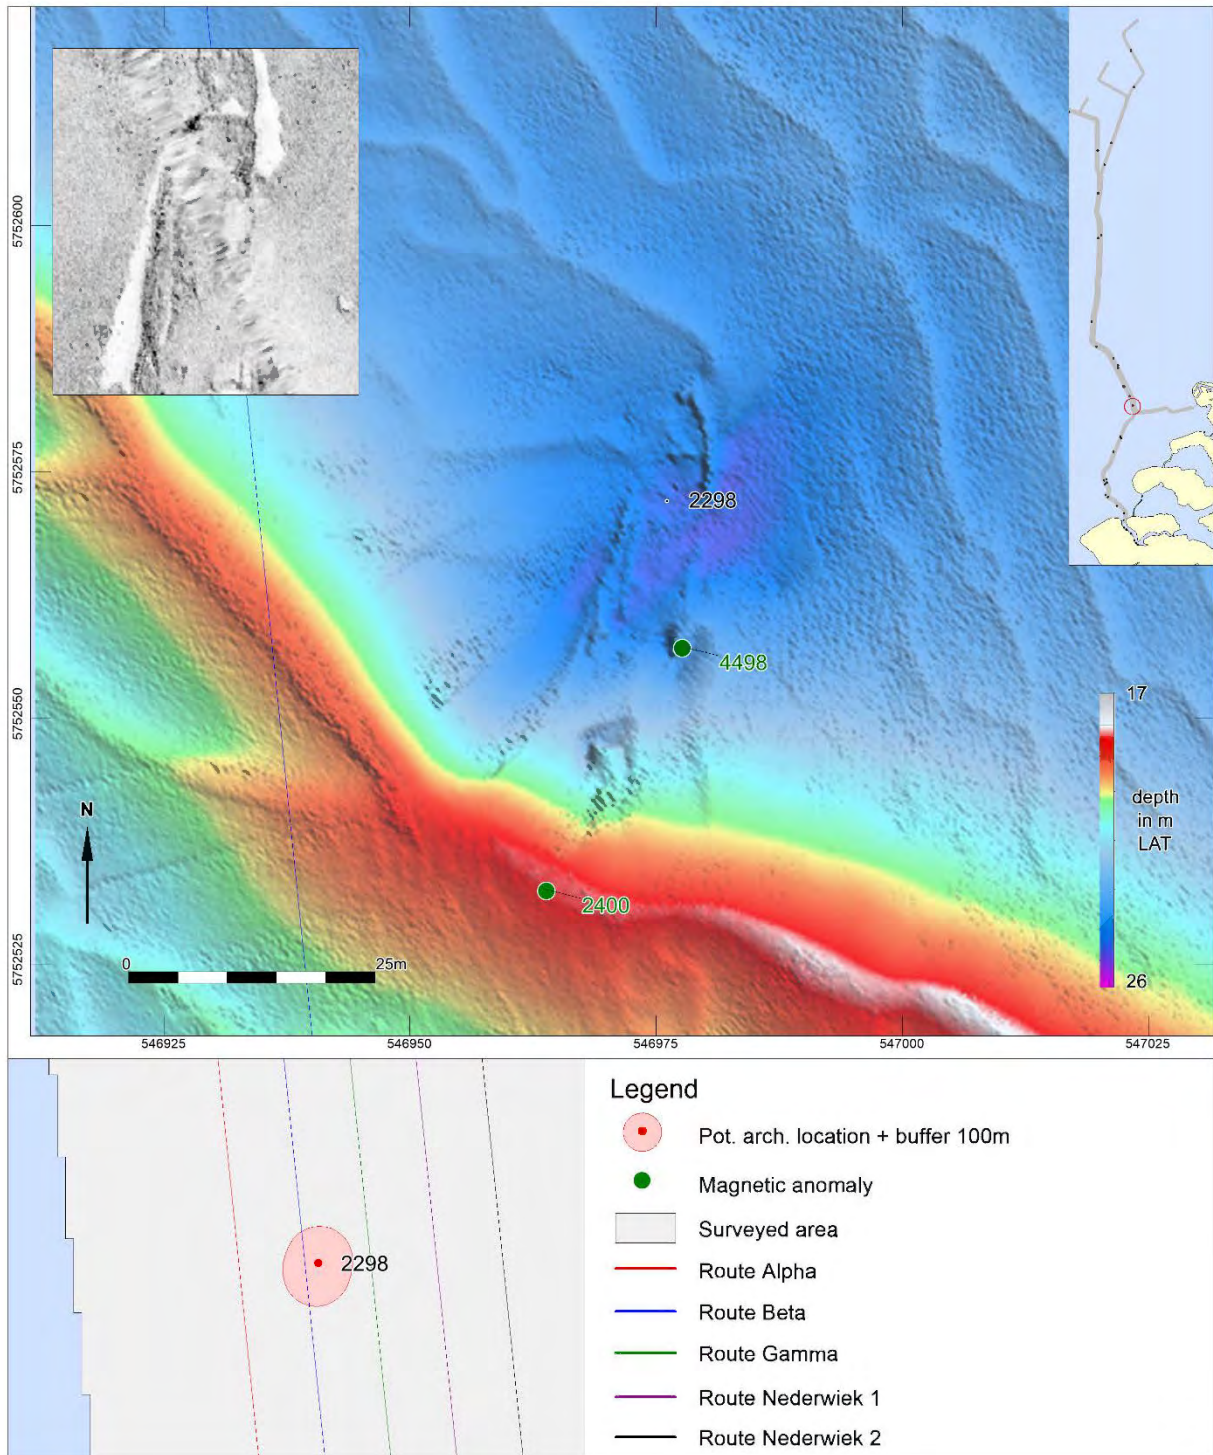 5752600
5752575
5752550
5752525
2298
4498
2400
17
depth
in m
LAT
26
N
0 25m
546925 546950 546975 547000 547025
2298
Legend
Pot. arch. location + buffer 100m
Magnetic anomaly
Surveyed area
Route Alpha
Route Beta
Route Gamma
Route Nederwiek 1
Route Nederwiek 2